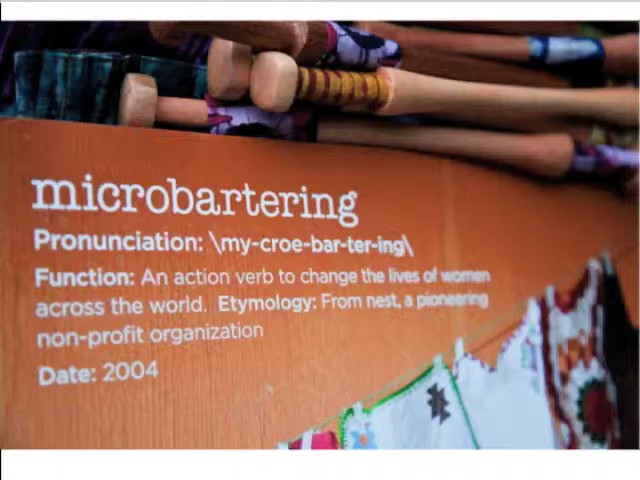 microbartering
Pronunciation: \my-croe-bar-ter-ing\
Function: An action verb to change the lives of women
across the world. Etymology: From nest, a pioneering
non-profit organization
Date: 2004